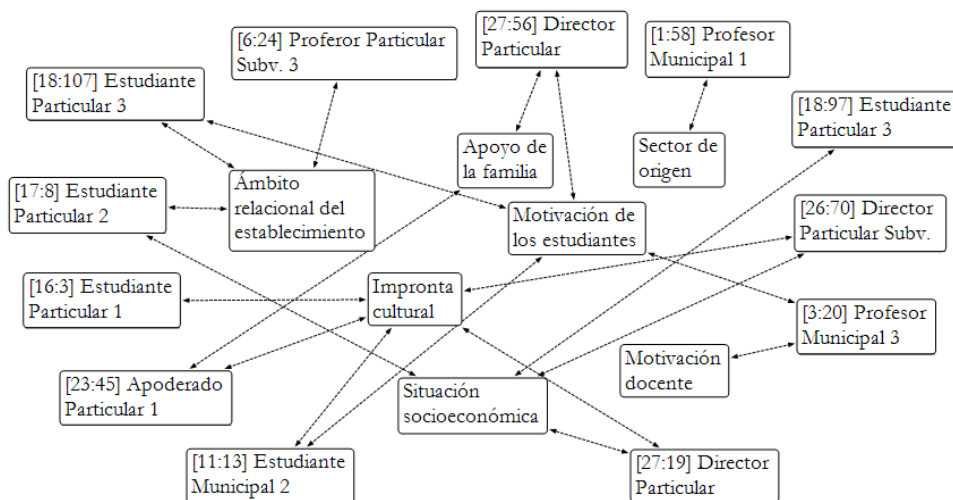 [6:24] Proferor Particular
Subv. 3
[27:56] Director
Particular
[1:58] Profesor
Municipal 1
[18:107] Estudiante
Particular 3
[18:97] Estudiante
Particular 3
Apoyo de
la familia
Sector de
origen
[17:8] Estudiante
Particular 2
Ámbito
relacional del
establecimiento
Motivación de
los estudiantes
[26:70] Director
Particular Subv.
[16:3] Estudiante
Particular 1
Impronta
cultural
[3:20] Profesor
Municipal 3
Motivación
docente
[23:45] Apoderado
Particular 1
Situación
socioeconómica
[11:13] Estudiante
Municipal 2
[27:19] Director
Particular